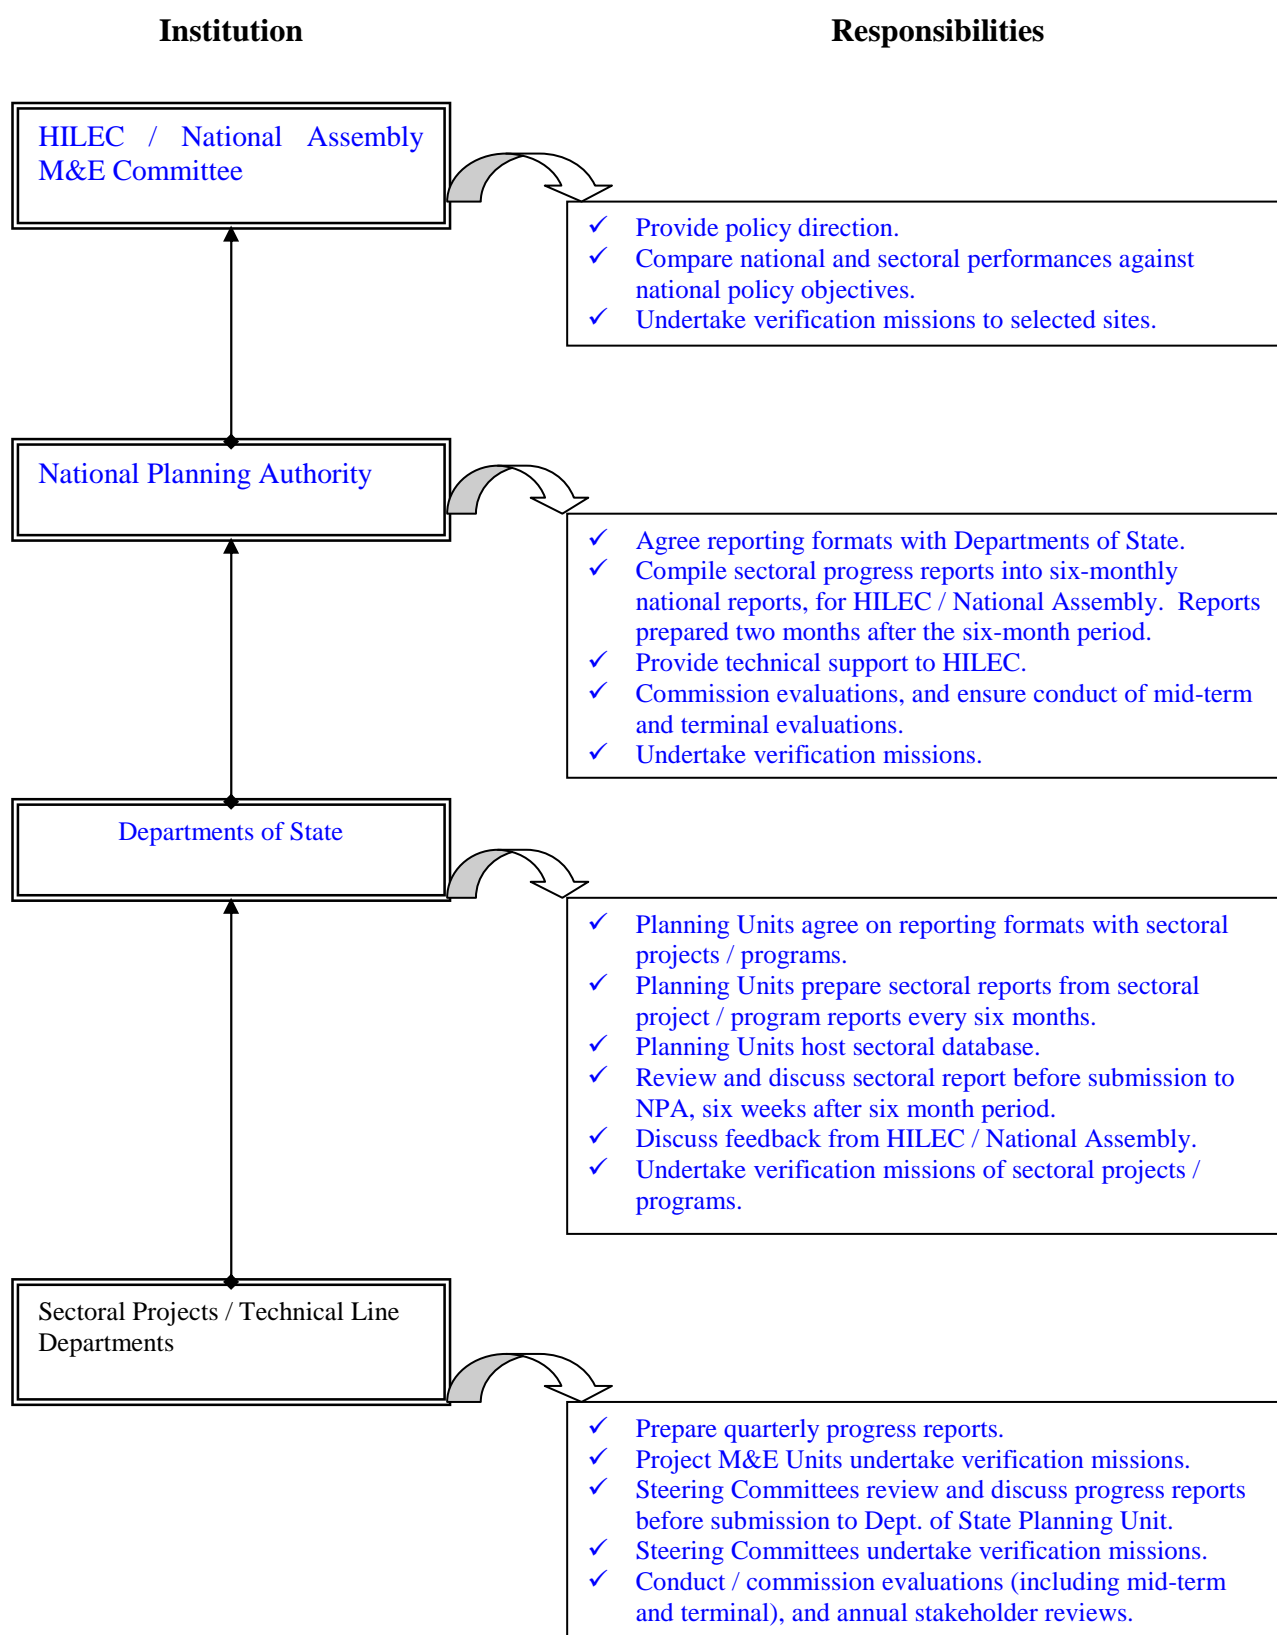 Institution
Responsibilities
HILEC / National Assembly
M&E Committee
✓ Provide policy direction.
✓ Compare national and sectoral performances against
national policy objectives.
✓ Undertake verification missions to selected sites.
National Planning Authority
✓ Agree reporting formats with Departments of State.
✓ Compile sectoral progress reports into six-monthly
national reports, for HILEC / National Assembly. Reports
prepared two months after the six-month period.
✓ Provide technical support to HILEC.
✓ Commission evaluations, and ensure conduct of mid-term
and terminal evaluations.
✓ Undertake verification missions.
Departments of State
✓ Planning Units agree on reporting formats with sectoral
projects / programs.
✓ Planning Units prepare sectoral reports from sectoral
project / program reports every six months.
✓ Planning Units host sectoral database.
✓ Review and discuss sectoral report before submission to
NPA, six weeks after six month period.
✓ Discuss feedback from HILEC / National Assembly.
✓ Undertake verification missions of sectoral projects /
programs.
Sectoral Projects / Technical Line
Departments
✓ Prepare quarterly progress reports.
✓ Project M&E Units undertake verification missions.
✓ Steering Committees review and discuss progress reports
before submission to Dept. of State Planning Unit.
✓ Steering Committees undertake verification missions.
✓ Conduct / commission evaluations (including mid-term
and terminal), and annual stakeholder reviews.